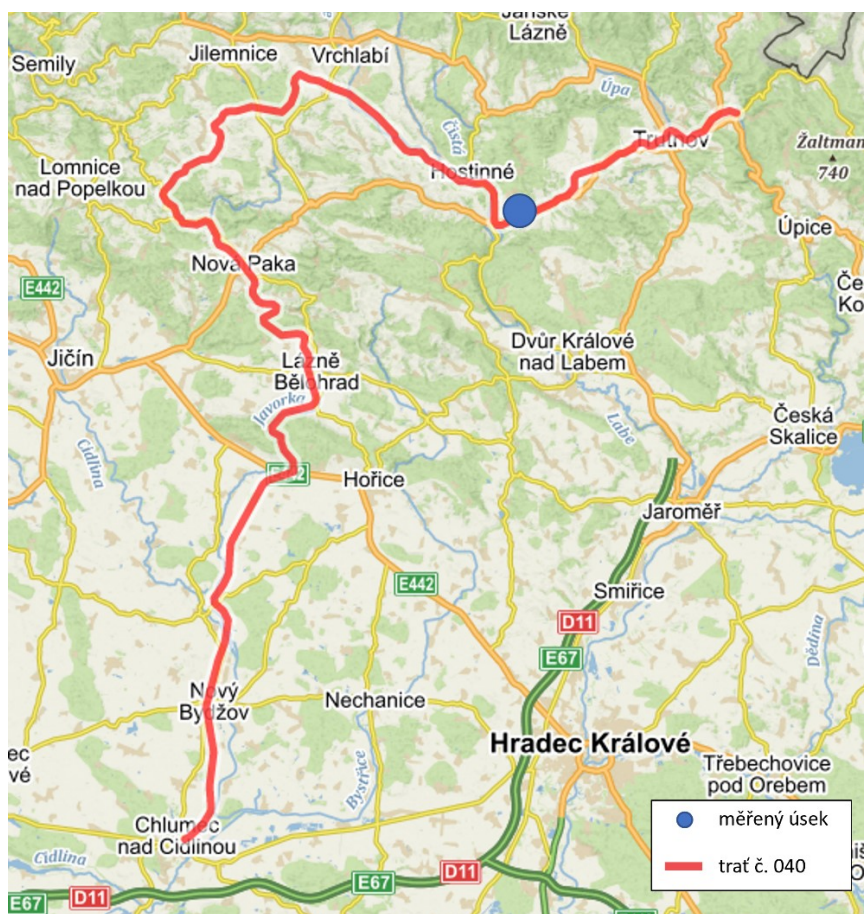 Janské
Lázně
Semily
Jilemnice
Vrchlabí
Úpa
Čistá
Trutnov
Žaltman
740
Lomnice
nad Popelkou
Hostinné
Úpice
Nová Paka
E442
Jičín
Dvůr Králové
nad Labem
Lázně
Bělohrad
Javorka
Labe
Česká
Skalice
Cidlina
E442
Hořice
Jaroměř
E442
Smiřice
D11
E67
Dědina
Nový
Bydžov
Nechanice
Hradec Králové
Třebechovice
pod Orebem
Bystřice
Chlumec
nad Cidlinou
Cidlina
měřený úsek
trať č. 040
E67
D11
E67
D11